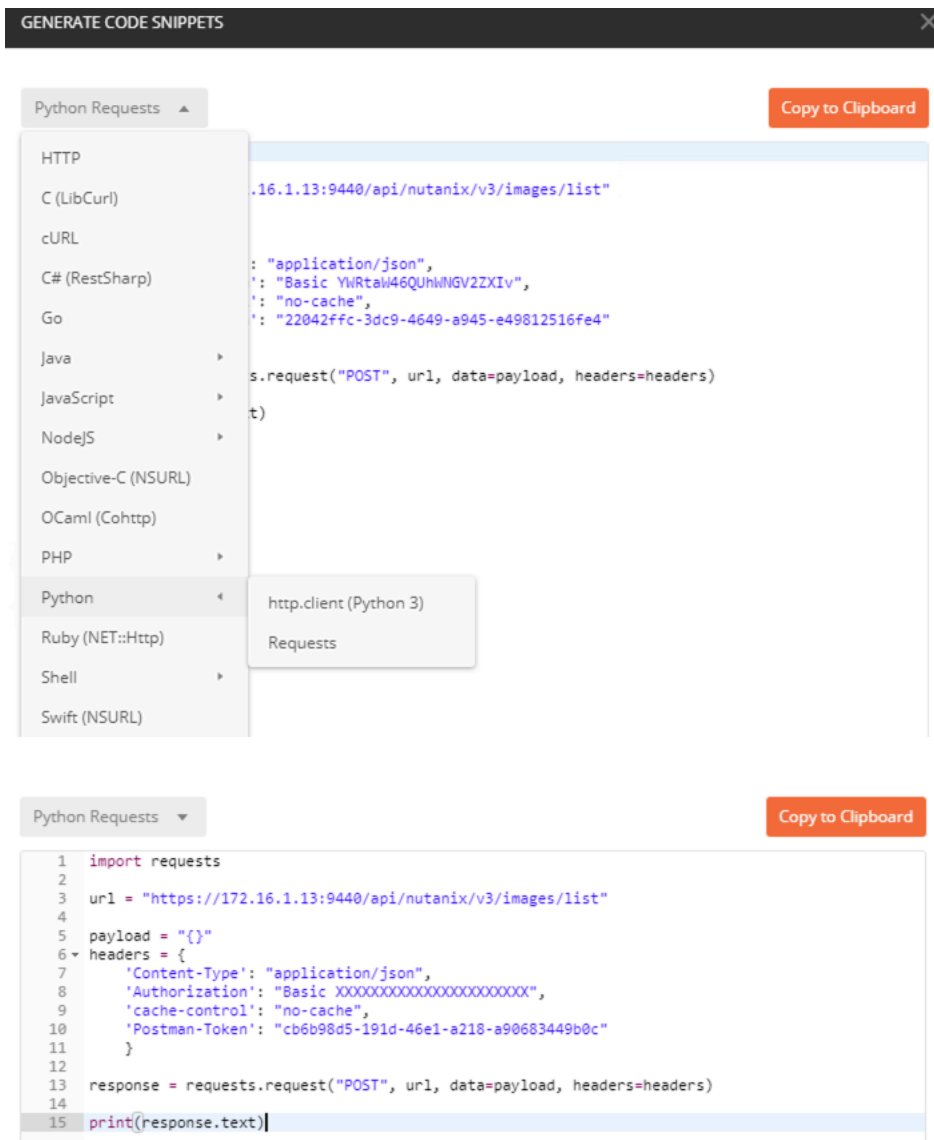 GENERATE CODE SNIPPETS
Python Requests
Copy to Clipboard
HTTP
C (LibCurl)
cURL
C# (RestSharp)
Go
Java
JavaScript
NodeJS
Objective-C (NSURL)
OCaml (Cohttp)
PHP
Python
Ruby (NET::Http)
Shell
Swift (NSURL)
http.client (Python 3)
Requests
.16.1.13:9440/api/nutanix/v3/images/list"
: "application/json",
': "Basic YWRtaW46QUhWNGV2ZXIv",
': "no-cache",
': "22042ffc-3dc9-4649-a945-e49812516fe4"
s.request("POST", url, data=payload, headers=headers)
t)
Python Requests
Copy to Clipboard
1 import requests
2
3 url = "https://172.16.1.13:9440/api/nutanix/v3/images/list"
4
5 payload = "{}"
6 headers = {
7 'Content-Type': "application/json",
8 'Authorization': "Basic XXXXXXXXXXXXXXXXXXXXXXX",
9 'cache-control': "no-cache",
10 'Postman-Token': "cb6b98d5-191d-46e1-a218-a90683449b0c"
11 }
12
13 response = requests.request("POST", url, data=payload, headers=headers)
14
15 print(response.text)